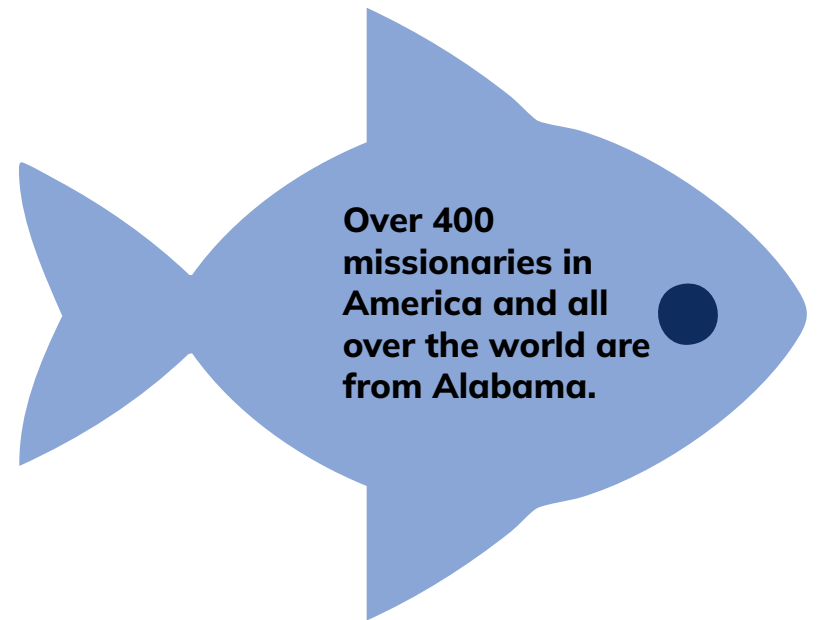 Over 400
missionaries in
America and all
over the world are
from Alabama.